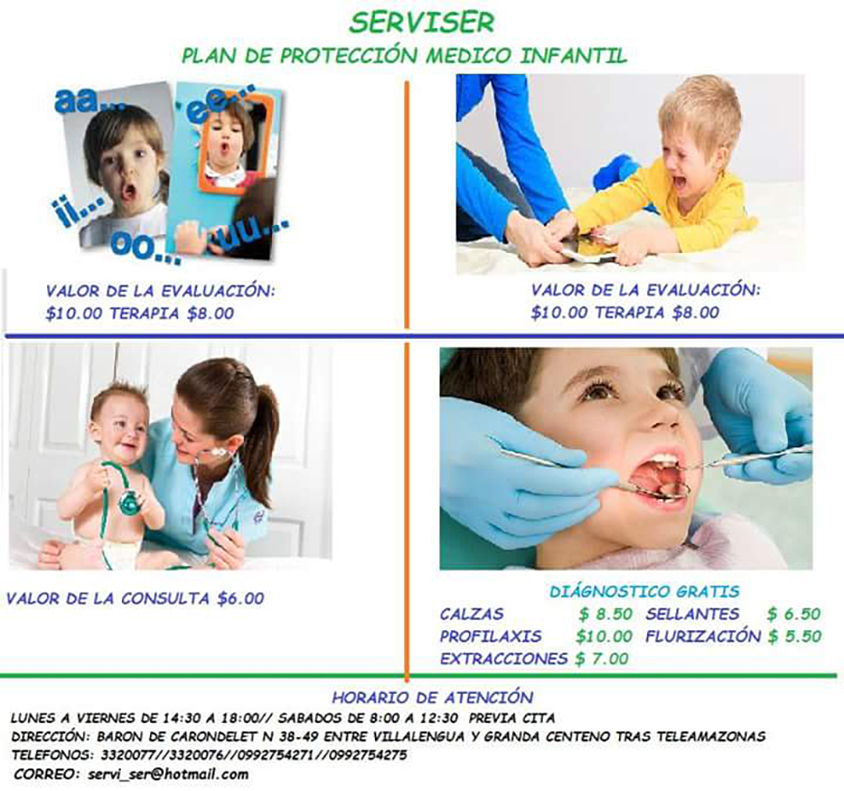 SERVISER
PLAN DE PROTECCIÓN MEDICO INFANTIL
aa...
ee...
ii...
oo...
uu...
VALOR DE LA EVALUACIÓN:
$10.00 TERAPIA $8.00
VALOR DE LA EVALUACIÓN:
$10.00 TERAPIA $8.00
VALOR DE LA CONSULTA $6.00
DIÁGNOSTICO GRATIS
CALZAS $ 8.50 SELLANTES $ 6.50
PROFILAXIS $10.00 FLURIZACIÓN $ 5.50
EXTRACCIONES $ 7.00
HORARIO DE ATENCIÓN
LUNES A VIERNES DE 14:30 A 18:00// SABADOS DE 8:00 A 12:30 PREVIA CITA
DIRECCIÓN: BARON DE CARONDELET N 38-49 ENTRE VILLALENGUA Y GRANDA CENTENO TRAS TELEAMAZONAS
TELEFONOS: 3320077//3320076//0992754271//0992754275
CORREO: servi_ser@hotmail.com